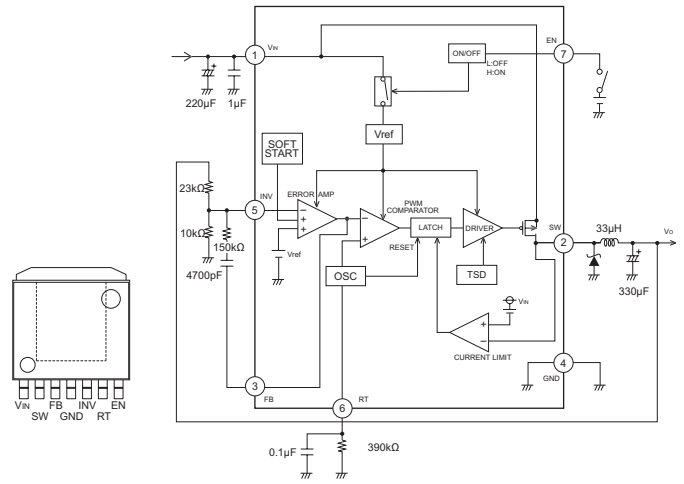 VIN
1
220µF
1µF
EN
7
ON/OFF
L:OFF
H:ON
Vref
SOFT
START
23kΩ
10kΩ
150kΩ
4700pF
INV
5
ERROR AMP
Vref
PWM
COMPARATOR
LATCH
RESET
DRIVER
OSC
TSD
SW
2
33µH
VO
330µF
VIN
CURRENT LIMIT
4
GND
3
FB
6
RT
0.1µF
390kΩ
VIN
SW
FB
GND
INV
RT
EN